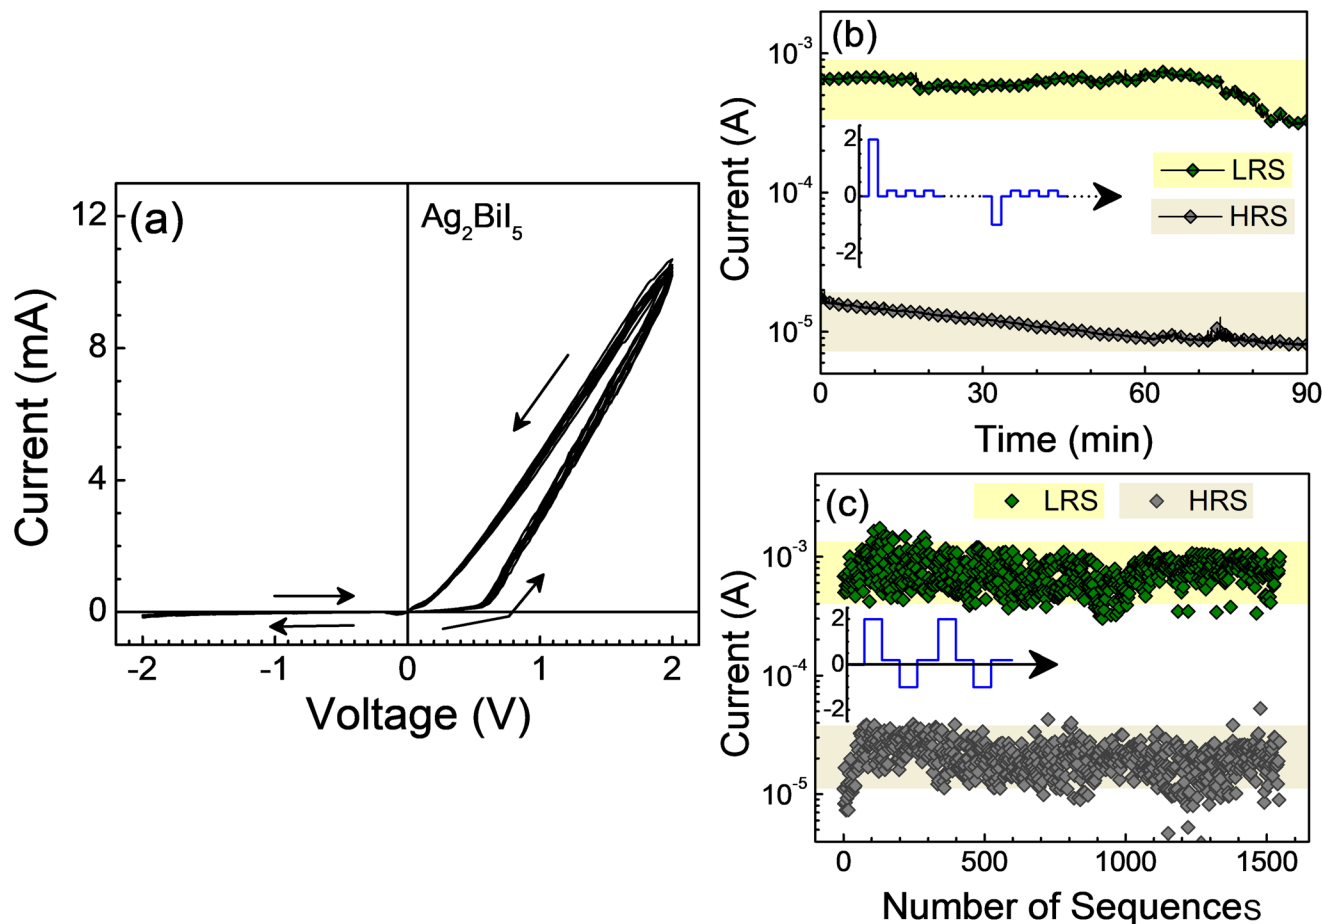 (a)
Ag₂BiI₅
12
8
4
0
-2
-1
0
1
2
Current (mA)
Voltage (V)
(b)
10⁻³
10⁻⁴
10⁻⁵
Current (A)
2
0
-2
LRS
HRS
0
30
60
90
Time (min)
(c)
LRS
HRS
10⁻³
10⁻⁴
10⁻⁵
Current (A)
2
0
-2
0
500
1000
1500
Number of Sequences